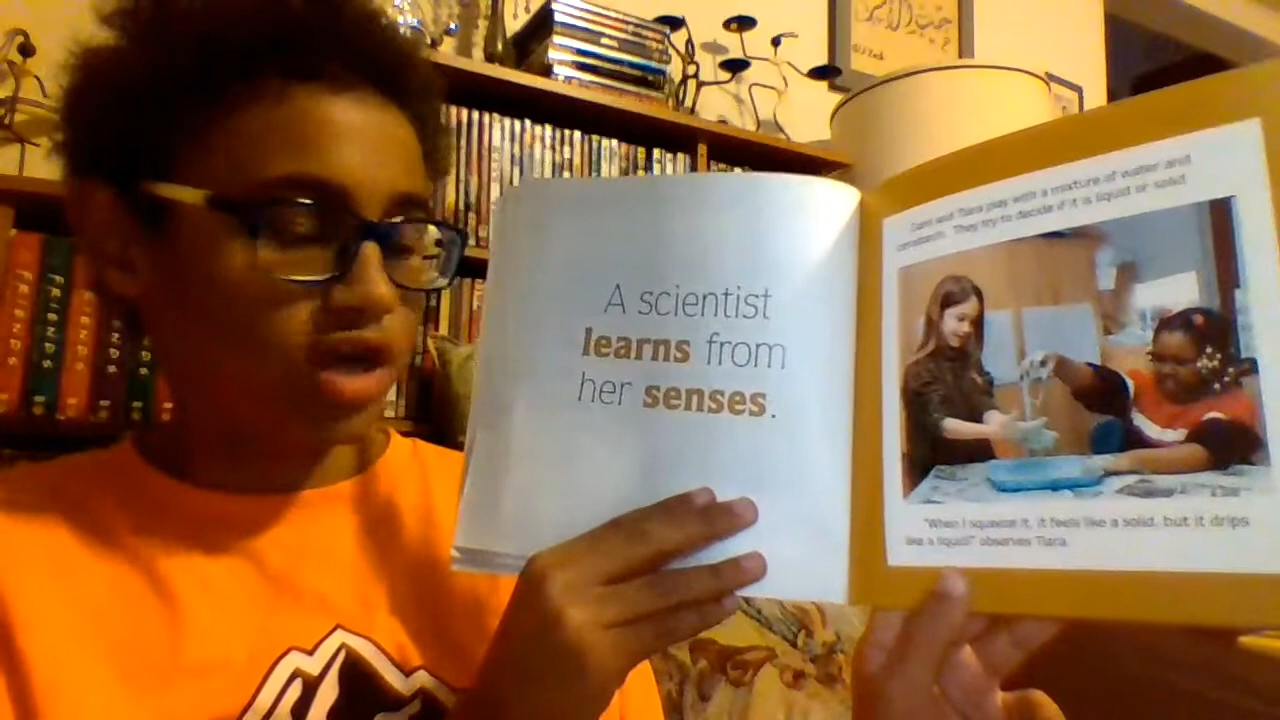 A scientist
learns from
her senses.
Sam and Tiara play with a mixture of water and
cornstarch. They try to decide if it is liquid or solid.
"When I squeeze it, it feels like a solid, but it drips
like a liquid!" observes Tiara.
FRIENDS
FRIENDS
FRIENDS